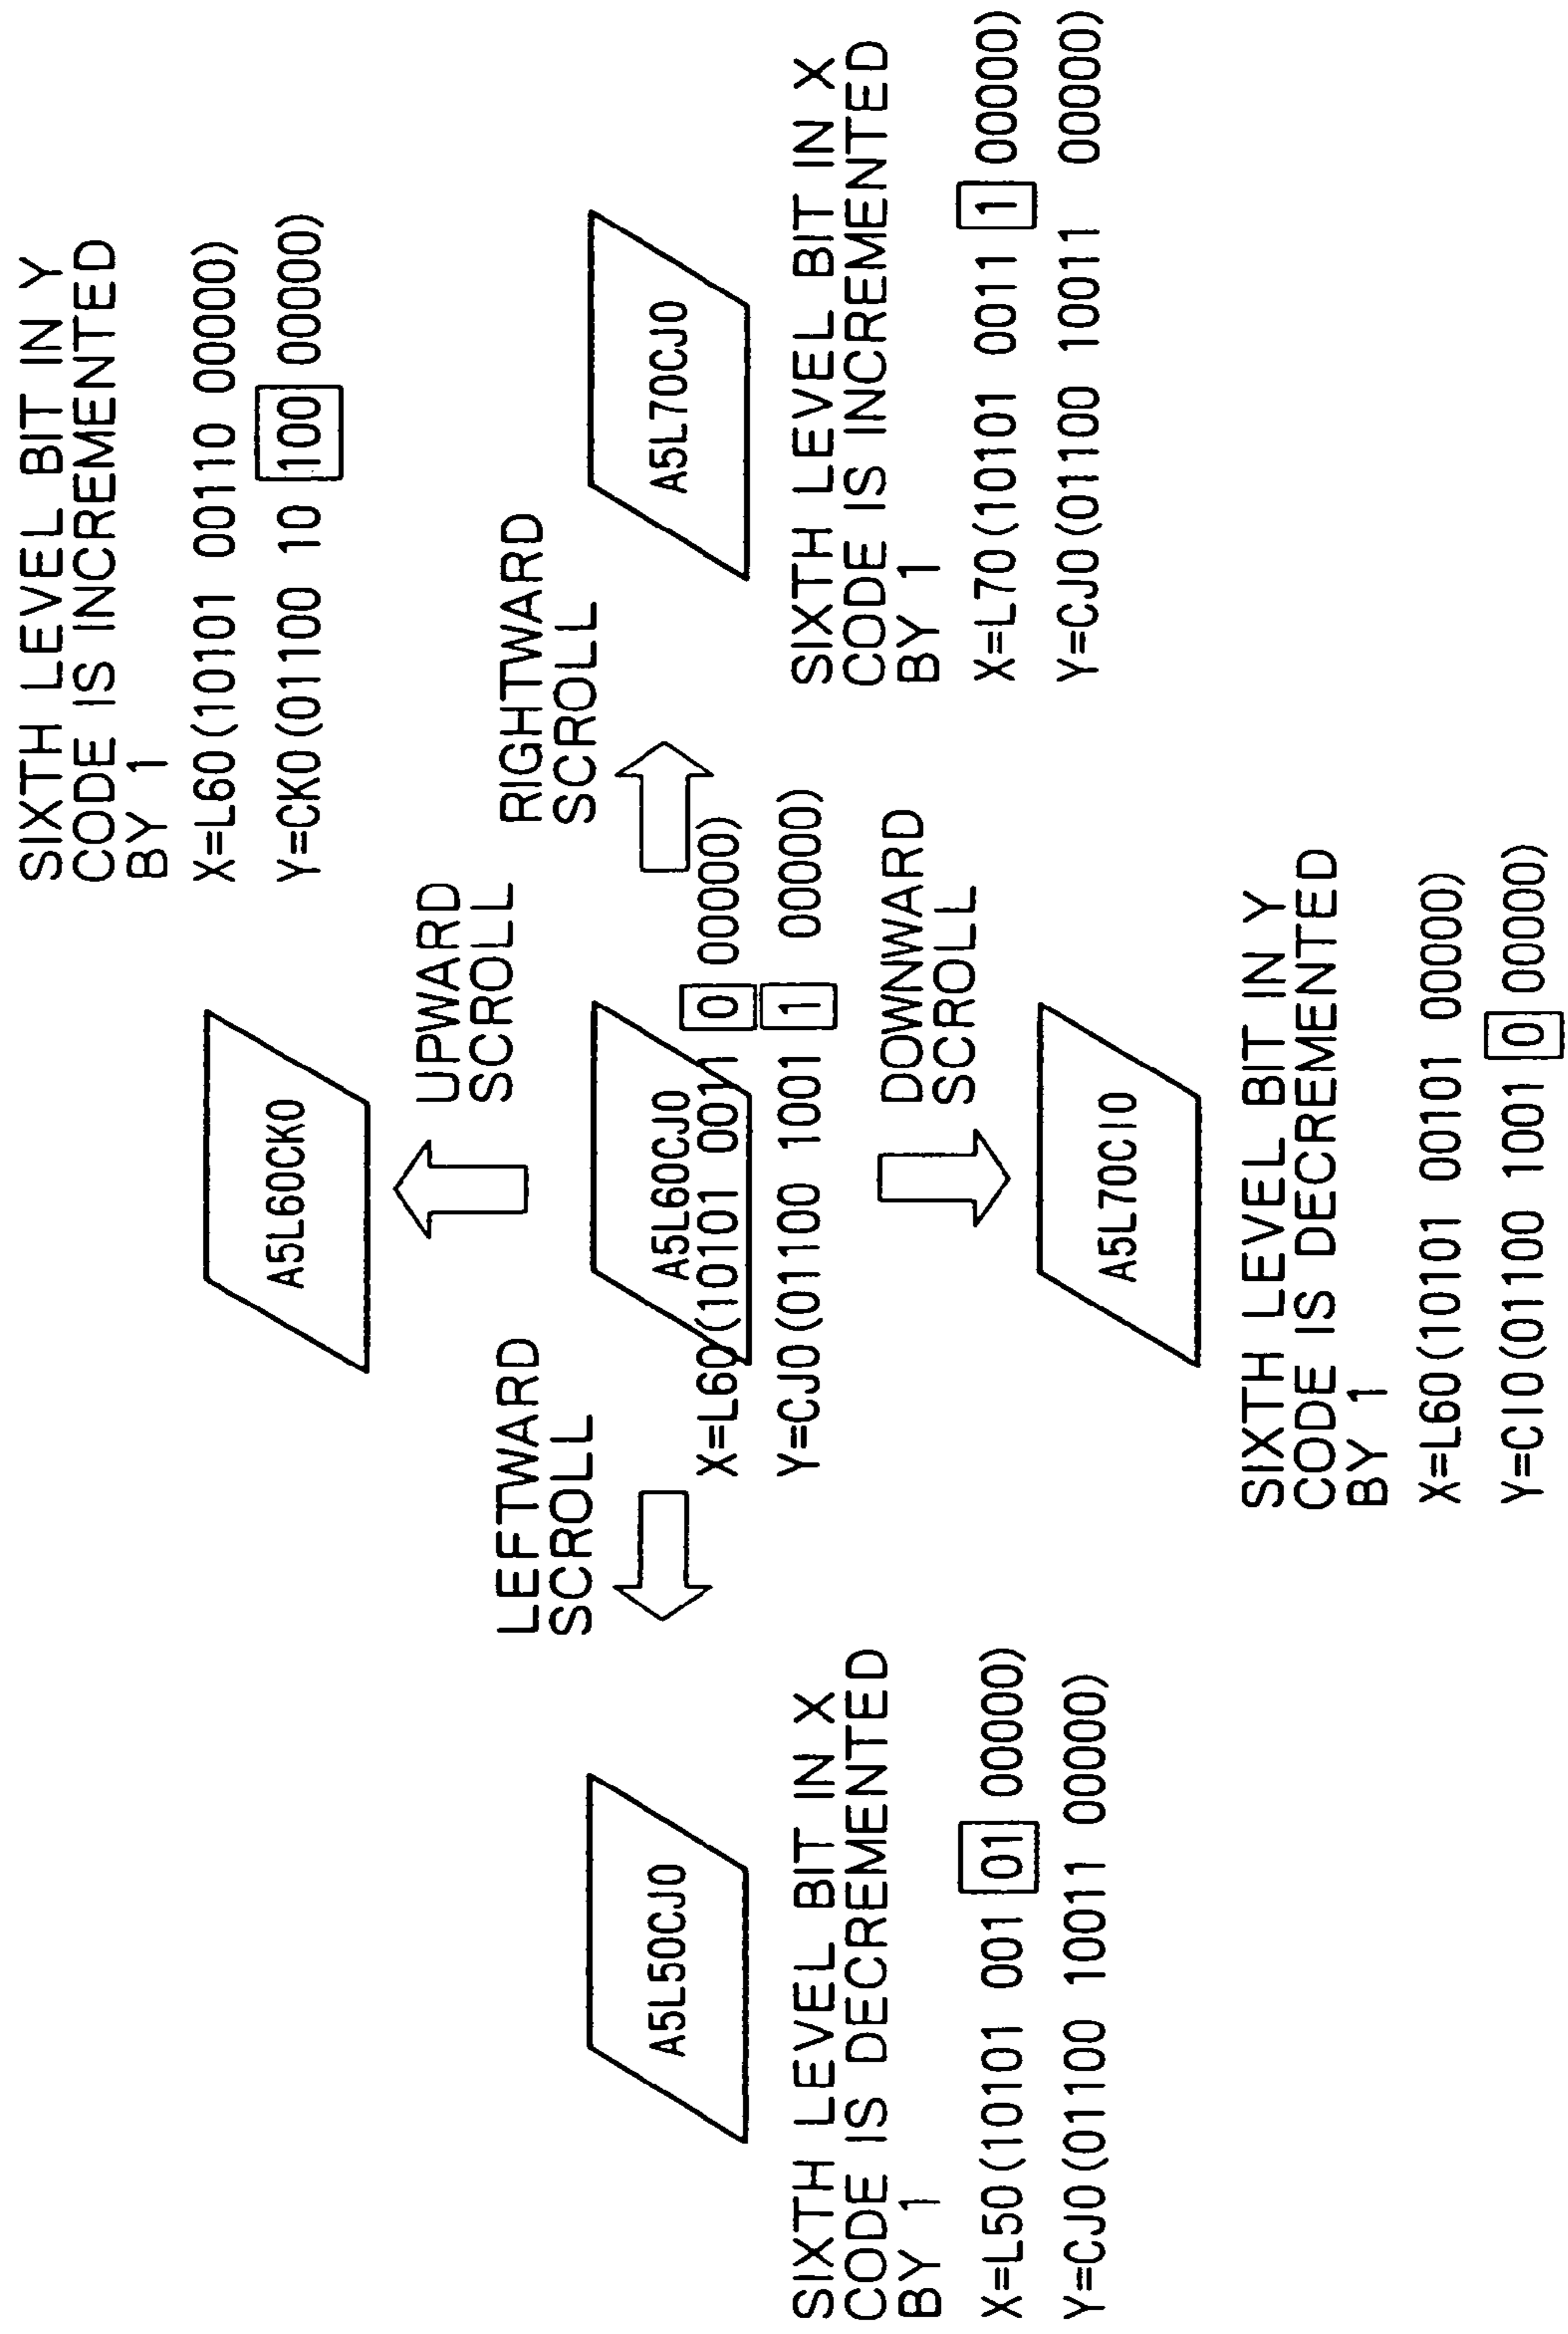 SIXTH LEVEL BIT IN Y
CODE IS INCREMENTED
BY 1
X=L60(10101 00110 00000)
Y=CK0(01100 10 100 00000)
A5L60CK0
UPWARD
SCROLL
LEFTWARD
SCROLL
RIGHTWARD
SCROLL
A5L50CJ0
A5L60CJ0
A5L70CJ0
X=L60(10101 0011 0 00000)
Y=CJ0(01100 1001 1 00000)
SIXTH LEVEL BIT IN X
CODE IS DECREMENTED
BY 1
X=L50(10101 001 01 00000)
Y=CJ0(01100 10011 00000)
SIXTH LEVEL BIT IN X
CODE IS INCREMENTED
BY 1
X=L70(10101 0011 1 00000)
Y=CJ0(01100 10011 00000)
DOWNWARD
SCROLL
A5L70CI0
SIXTH LEVEL BIT IN Y
CODE IS DECREMENTED
BY 1
X=L60(10101 00101 00000)
Y=CI0(01100 1001 0 00000)